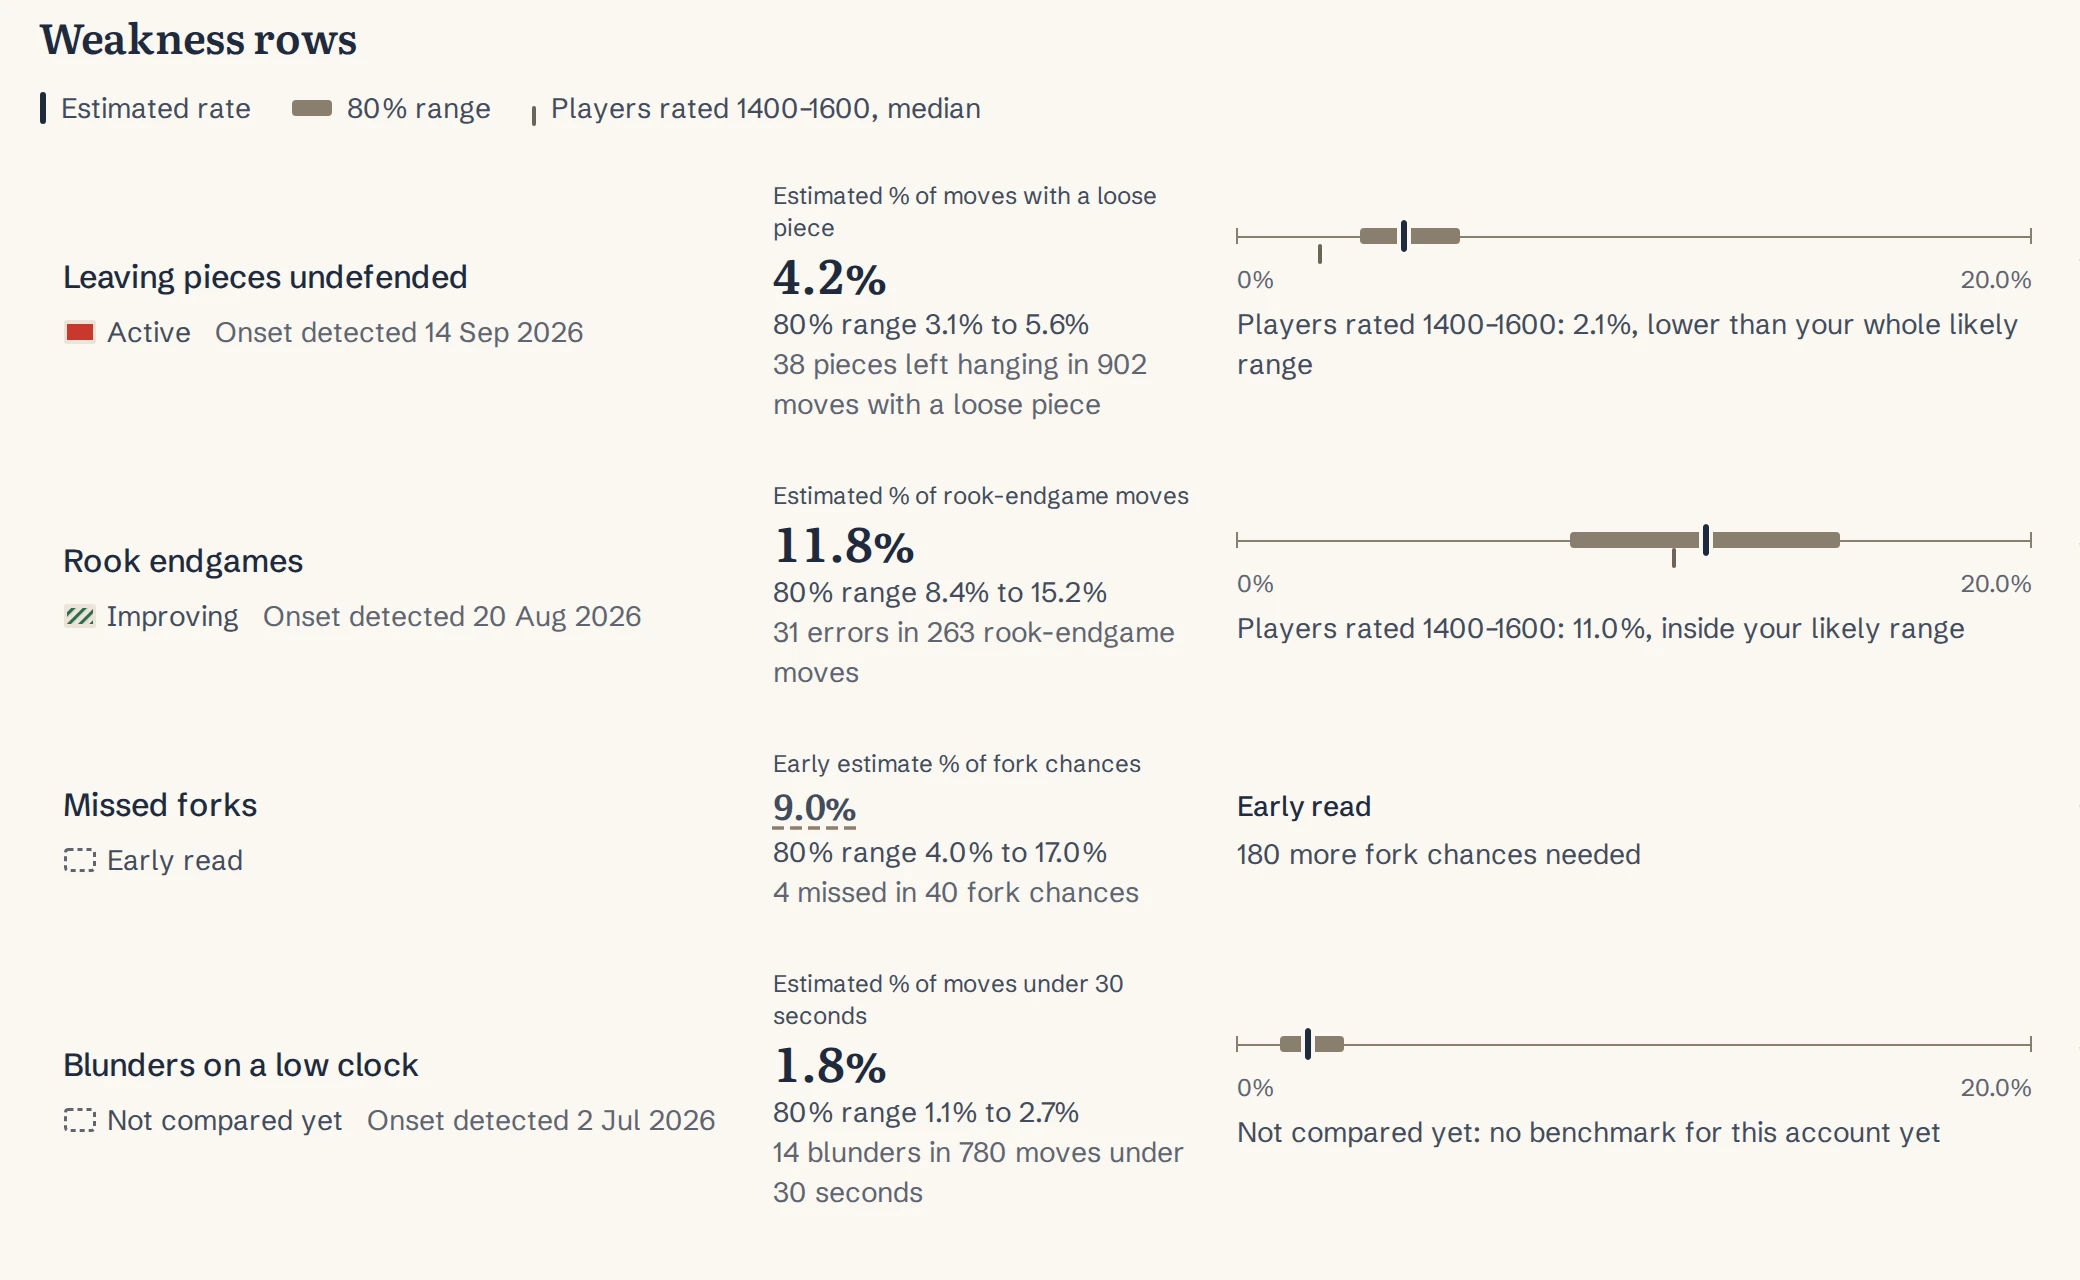 Weakness rows
Estimated rate 80% range Players rated 1400–1600, median
Leaving pieces undefended
Active Onset detected 14 Sep 2026
Estimated % of moves with a loose
piece
4.2%
80% range 3.1% to 5.6%
38 pieces left hanging in 902
moves with a loose piece
0% 20.0%
Players rated 1400–1600: 2.1%, lower than your whole likely
range
Rook endgames
Improving Onset detected 20 Aug 2026
Estimated % of rook-endgame moves
11.8%
80% range 8.4% to 15.2%
31 errors in 263 rook-endgame
moves
0% 20.0%
Players rated 1400–1600: 11.0%, inside your likely range
Missed forks
Early read
Early estimate % of fork chances
9.0%
80% range 4.0% to 17.0%
4 missed in 40 fork chances
Early read
180 more fork chances needed
Blunders on a low clock
Not compared yet Onset detected 2 Jul 2026
Estimated % of moves under 30
seconds
1.8%
80% range 1.1% to 2.7%
14 blunders in 780 moves under
30 seconds
0% 20.0%
Not compared yet: no benchmark for this account yet